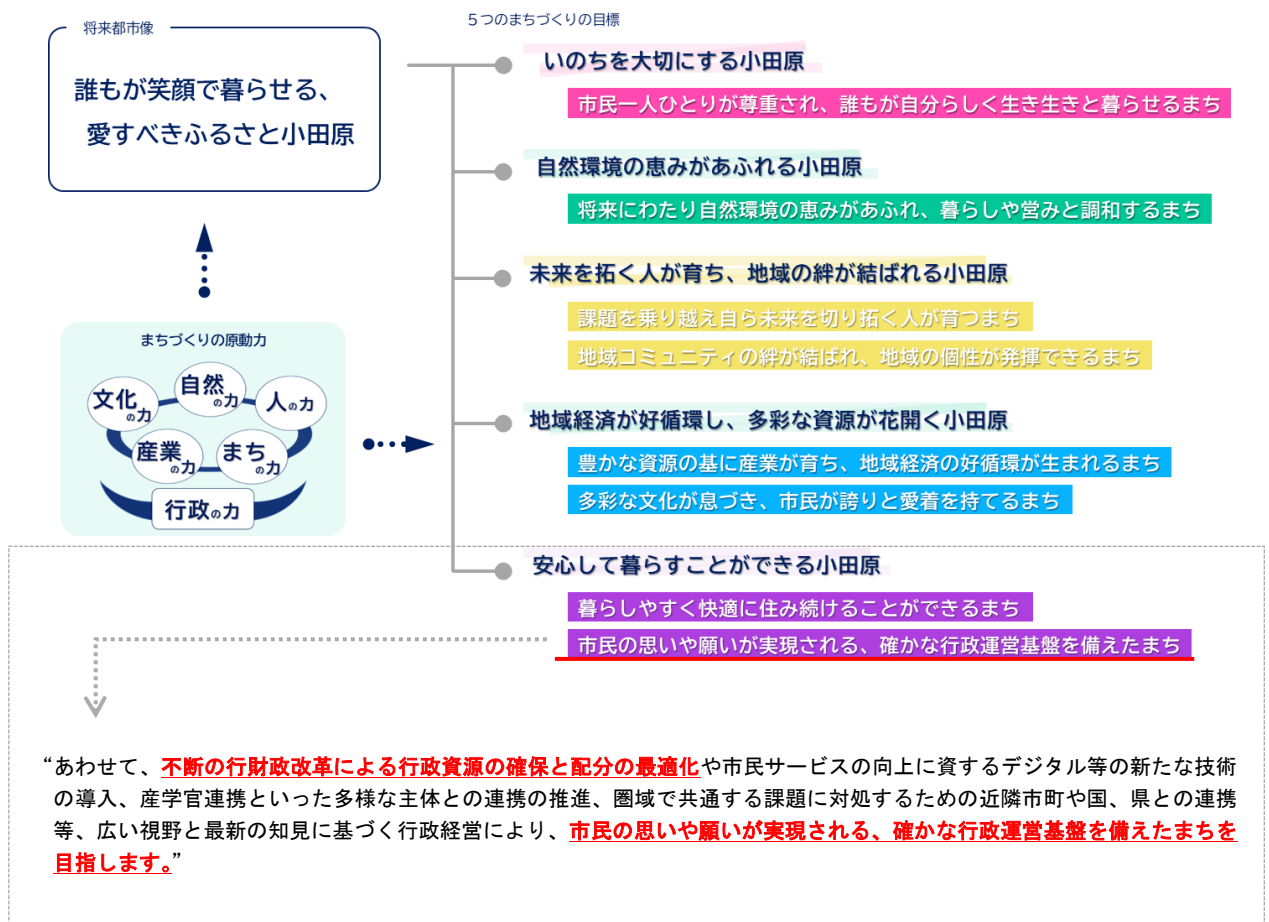 将来都市像
誰もが笑顔で暮らせる、
愛すべきふるさと小田原
まちづくりの原動力
文化の力
自然の力
人の力
産業の力
まちの力
行政の力
５つのまちづくりの目標
いのちを大切にする小田原
市民一人ひとりが尊重され、誰もが自分らしく生き生きと暮らせるまち
自然環境の恵みがあふれる小田原
将来にわたり自然環境の恵みがあふれ、暮らしや営みと調和するまち
未来を拓く人が育ち、地域の絆が結ばれる小田原
課題を乗り越え自ら未来を切り拓く人が育つまち
地域コミュニティの絆が結ばれ、地域の個性が発揮できるまち
地域経済が好循環し、多彩な資源が花開く小田原
豊かな資源の基に産業が育ち、地域経済の好循環が生まれるまち
多彩な文化が息づき、市民が誇りと愛着を持てるまち
安心して暮らすことができる小田原
暮らしやすく快適に住み続けることができるまち
市民の思いや願いが実現される、確かな行政運営基盤を備えたまち
“あわせて、不断の行財政改革による行政資源の確保と配分の最適化や市民サービスの向上に資するデジタル等の新たな技術
の導入、産学官連携といった多様な主体との連携の推進、圏域で共通する課題に対処するための近隣市町や国、県との連携
等、広い視野と最新の知見に基づく行政経営により、市民の思いや願いが実現される、確かな行政運営基盤を備えたまちを
目指します。”